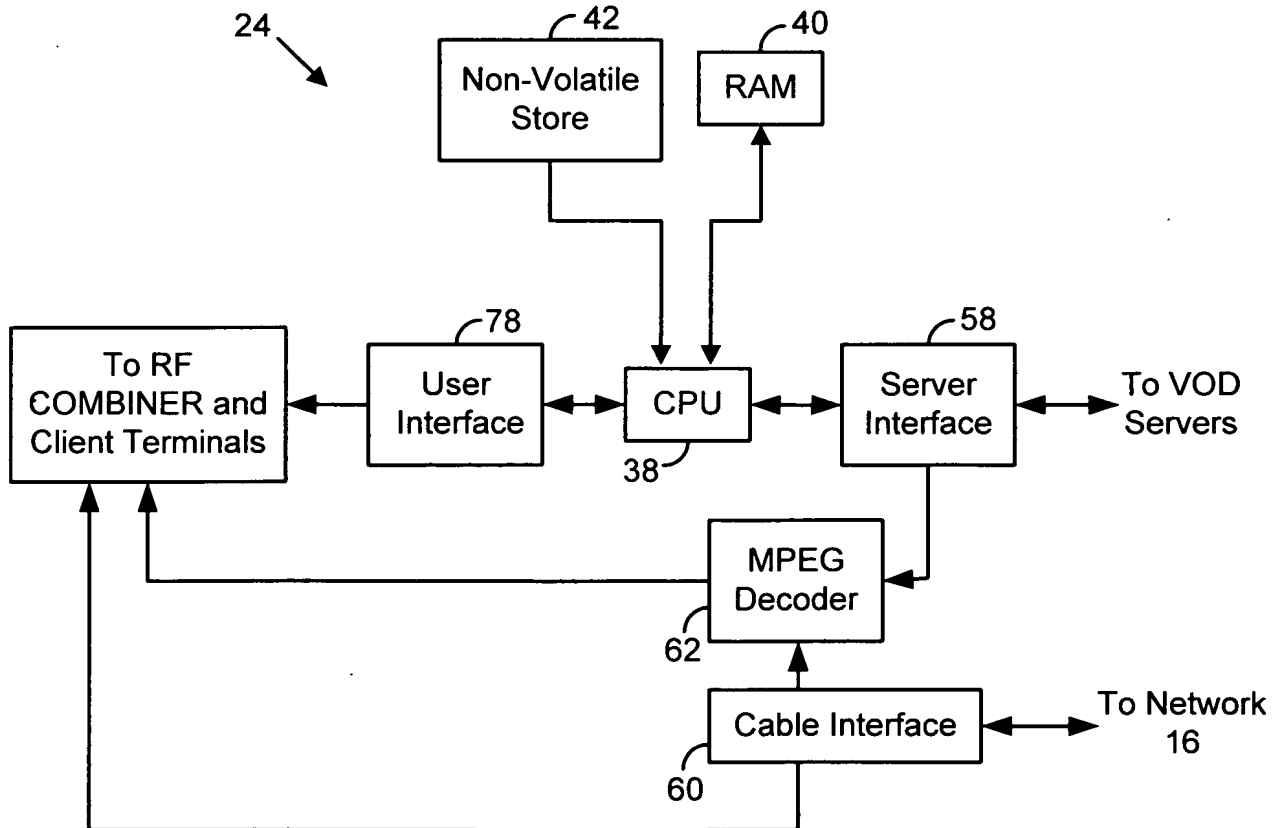 24
42
40
Non-Volatile
Store
RAM
78
58
To RF
COMBINER and
Client Terminals
User
Interface
CPU
38
Server
Interface
To VOD
Servers
MPEG
Decoder
62
Cable Interface
60
To Network
16